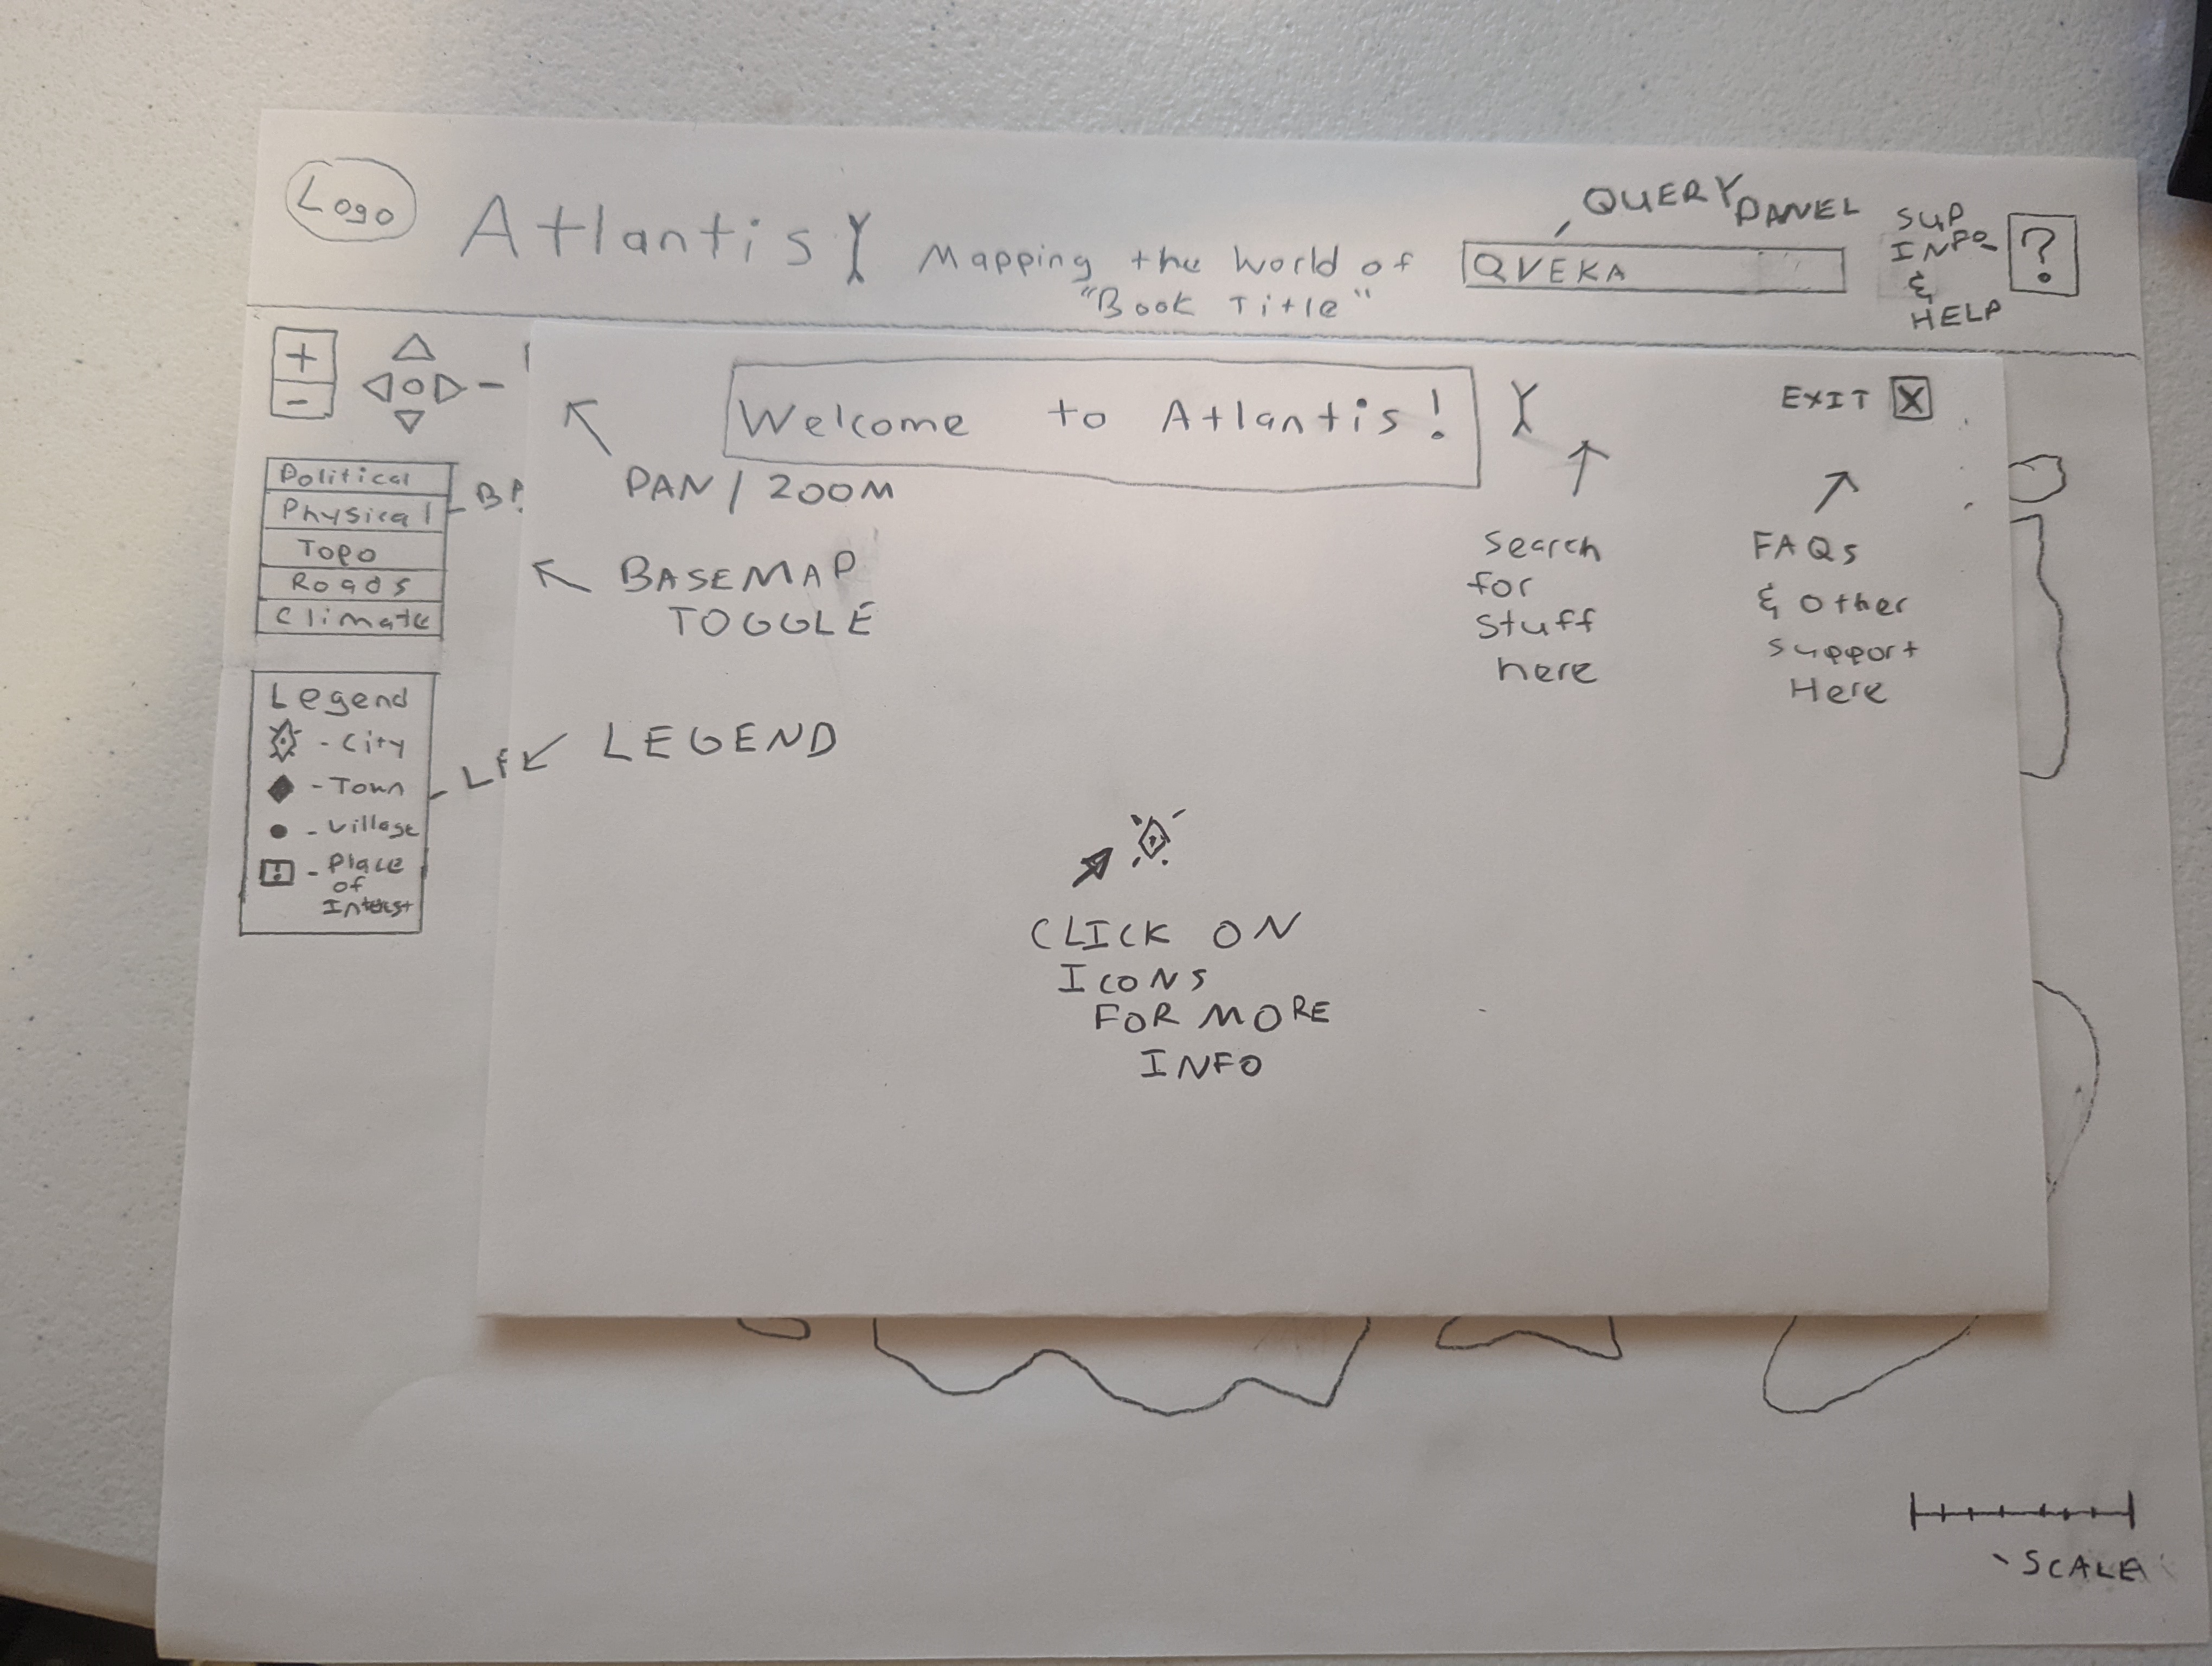 Logo
Atlantis
Mapping the World of
"Book Title"
QUERY PANEL
QVEKA
SUP
INFO
&
HELP
?
+
-
Political
Physical
Topo
Roads
Climate
Legend
- City
- Town
- Village
- Place
of
Interest
Welcome to Atlantis!
EXIT X
PAN / ZOOM
BASEMAP
TOGGLE
LEGEND
Search
for
Stuff
here
FAQs
& Other
Support
Here
CLICK ON
ICONS
FOR MORE
INFO
- SCALE